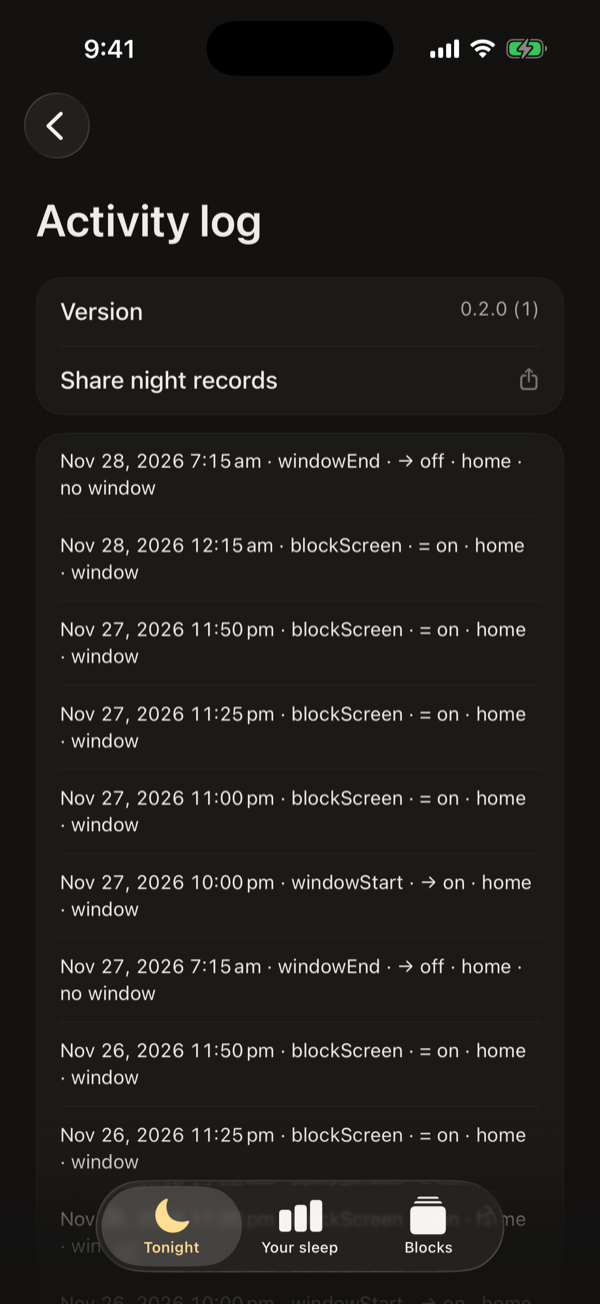 9:41
Activity log
Version 0.2.0 (1)
Share night records
Nov 28, 2026 7:15 am · windowEnd · → off · home ·
no window
Nov 28, 2026 12:15 am · blockScreen · = on · home
· window
Nov 27, 2026 11:50 pm · blockScreen · = on · home
· window
Nov 27, 2026 11:25 pm · blockScreen · = on · home
· window
Nov 27, 2026 11:00 pm · blockScreen · = on · home
· window
Nov 27, 2026 10:00 pm · windowStart · → on · home
· window
Nov 27, 2026 7:15 am · windowEnd · → off · home ·
no window
Nov 26, 2026 11:50 pm · blockScreen · = on · home
· window
Nov 26, 2026 11:25 pm · blockScreen · = on · home
· window
Nov
Tonight Your sleep Blocks